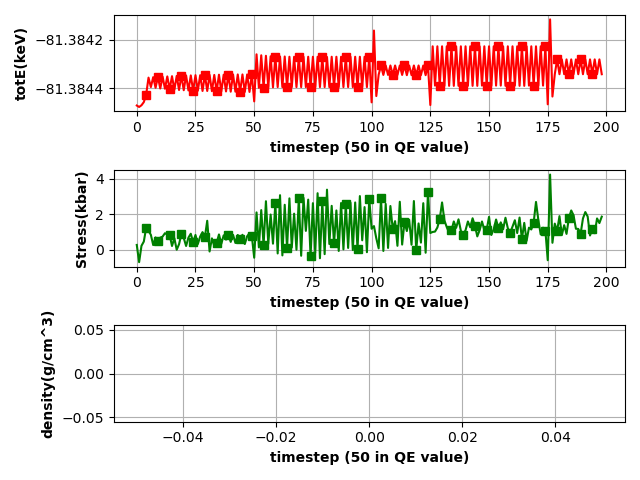 totE(keV)
−81.3842
−81.3844
0 25 50 75 100 125 150 175 200
timestep (50 in QE value)
Stress(kbar)
4
2
0
0 25 50 75 100 125 150 175 200
timestep (50 in QE value)
density(g/cm^3)
0.05
0.00
−0.05
−0.04 −0.02 0.00 0.02 0.04
timestep (50 in QE value)